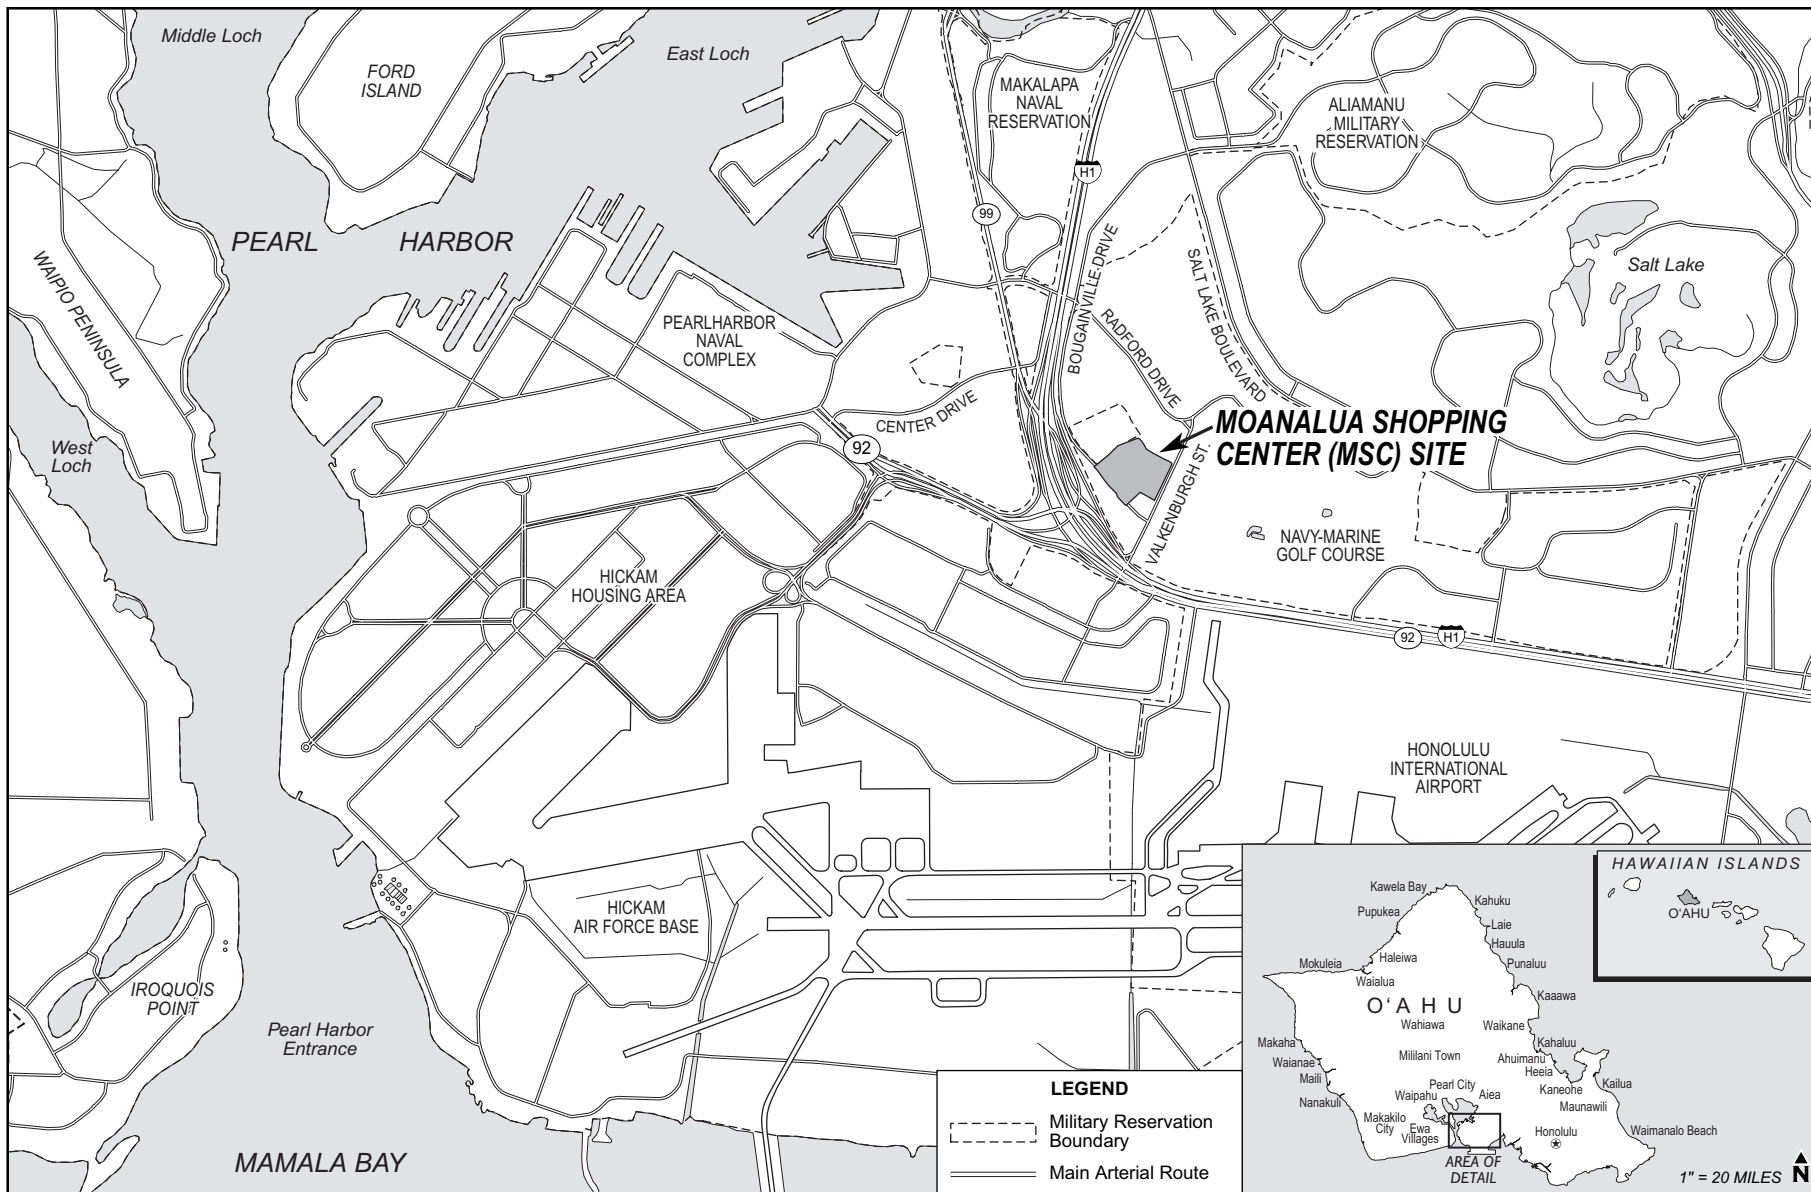 Middle Loch
East Loch
FORD
ISLAND
MAKALAPA
NAVAL
RESERVATION
ALIAMANU
MILITARY
RESERVATION
H1
99
PEARL HARBOR
WAIPIO PENINSULA
BOUGAINVILLE DRIVE
SALT LAKE BOULEVARD
Salt Lake
RADFORD DRIVE
PEARLHARBOR
NAVAL
COMPLEX
CENTER DRIVE
92
MOANALUA SHOPPING
CENTER (MSC) SITE
West
Loch
VALKENBURGH ST.
NAVY-MARINE
GOLF COURSE
HICKAM
HOUSING AREA
92
H1
HONOLULU
INTERNATIONAL
AIRPORT
HICKAM
AIR FORCE BASE
IROQUOIS
POINT
Pearl Harbor
Entrance
MAMALA BAY
LEGEND
Military Reservation
Boundary
Main Arterial Route
HAWAIIAN ISLANDS
O‘AHU
Kawela Bay
Kahuku
Pupukea
Laie
Hauula
Haleiwa
Punaluu
Mokuleia
Waialua
Kaaawa
O‘AHU
Wahiawa
Waikane
Makaha
Kahaluu
Waianae
Mililani Town
Ahuimanu
Heeia
Maili
Pearl City
Kaneohe
Kailua
Nanakuli
Waipahu
Aiea
Maunawili
Makakilo
City
Ewa
Villages
Honolulu
Waimanalo Beach
AREA OF
DETAIL
1" = 20 MILES
N